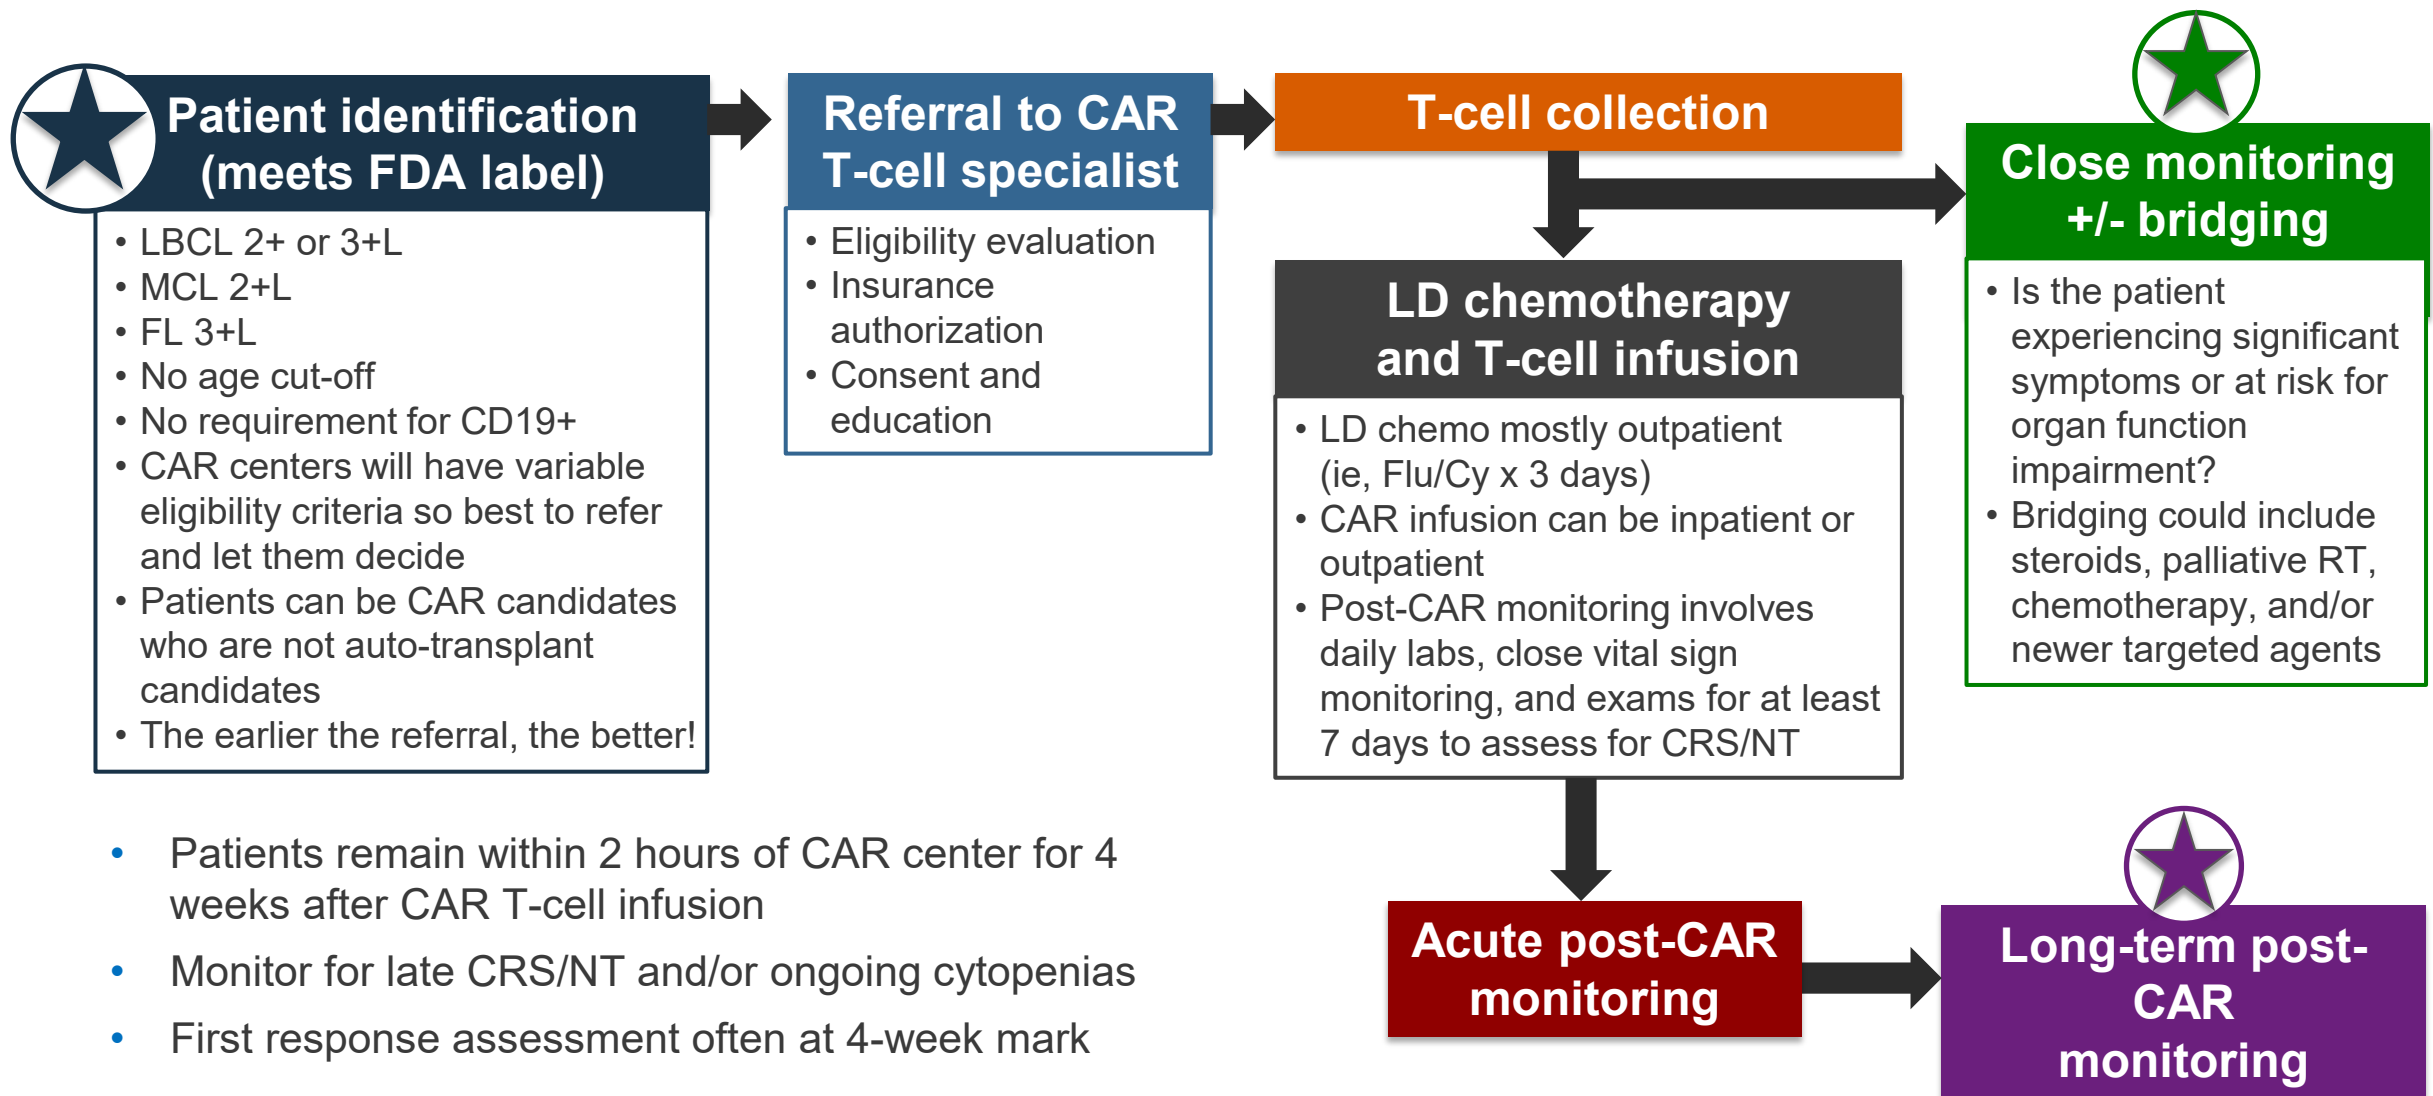 Patient identification
(meets FDA label)
• LBCL 2+ or 3+L
• MCL 2+L
• FL 3+L
• No age cut-off
• No requirement for CD19+
• CAR centers will have variable
eligibility criteria so best to refer
and let them decide
• Patients can be CAR candidates
who are not auto-transplant
candidates
• The earlier the referral, the better!
Referral to CAR
T-cell specialist
• Eligibility evaluation
• Insurance
authorization
• Consent and
education
T-cell collection
Close monitoring
+/- bridging
• Is the patient
experiencing significant
symptoms or at risk for
organ function
impairment?
• Bridging could include
steroids, palliative RT,
chemotherapy, and/or
newer targeted agents
LD chemotherapy
and T-cell infusion
• LD chemo mostly outpatient
(ie, Flu/Cy x 3 days)
• CAR infusion can be inpatient or
outpatient
• Post-CAR monitoring involves
daily labs, close vital sign
monitoring, and exams for at least
7 days to assess for CRS/NT
Acute post-CAR
monitoring
Long-term post-
CAR
monitoring
• Patients remain within 2 hours of CAR center for 4
weeks after CAR T-cell infusion
• Monitor for late CRS/NT and/or ongoing cytopenias
• First response assessment often at 4-week mark